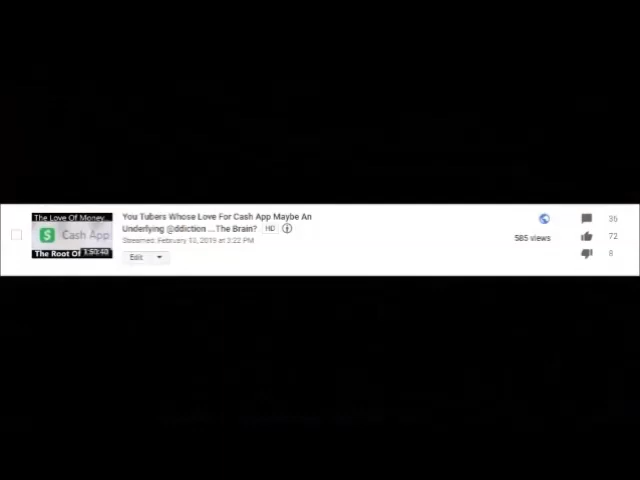 The Love Of Money...
Cash App
The Root Of
1:50:40
You Tubers Whose Love For Cash App Maybe An
Underlying @ddiction ...The Brain? HD
Streamed: February 10, 2019 at 3:22 PM
Edit
585 views
36
72
8